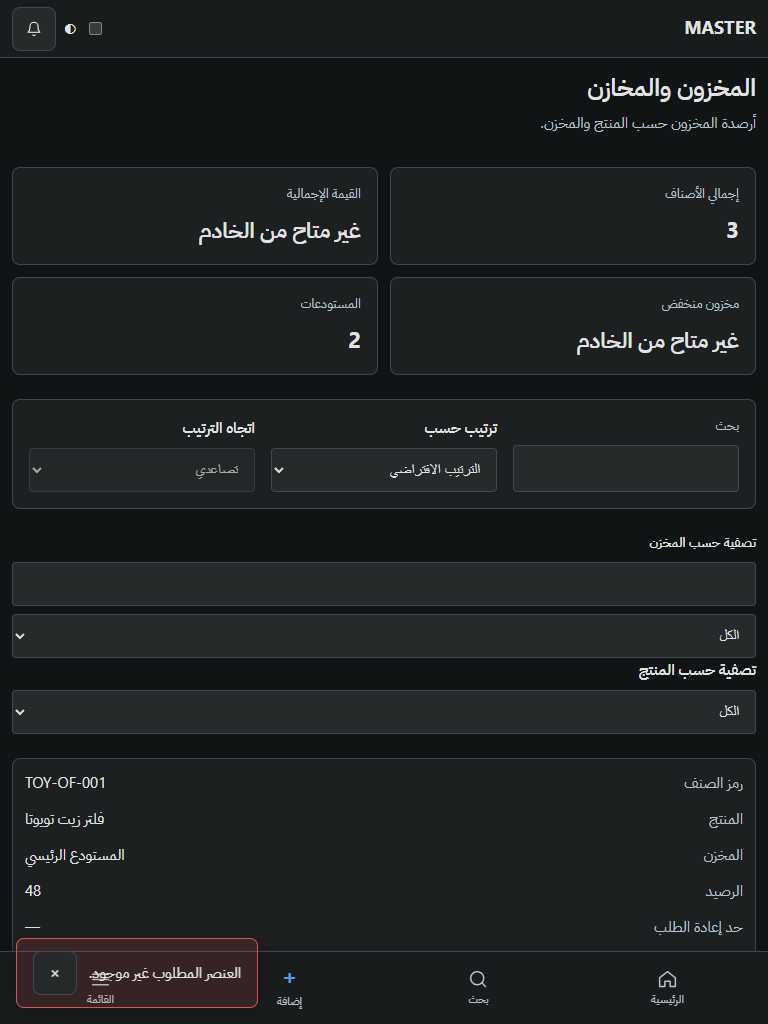 MASTER
المخزون والمخازن
أرصدة المخزون حسب المنتج والمخزن.
إجمالي الأصناف
3
القيمة الإجمالية
غير متاح من الخادم
مخزون منخفض
غير متاح من الخادم
المستودعات
2
بحث
ترتيب حسب
الترتيب الافتراضي
اتجاه الترتيب
تصاعدي
تصفية حسب المخزن
الكل
تصفية حسب المنتج
الكل
رمز الصنف TOY-OF-001
المنتج فلتر زيت تويوتا
المخزن المستودع الرئيسي
الرصيد 48
حد إعادة الطلب —
العنصر المطلوب غير موجود. ×
الرئيسية
بحث
+ إضافة
القائمة